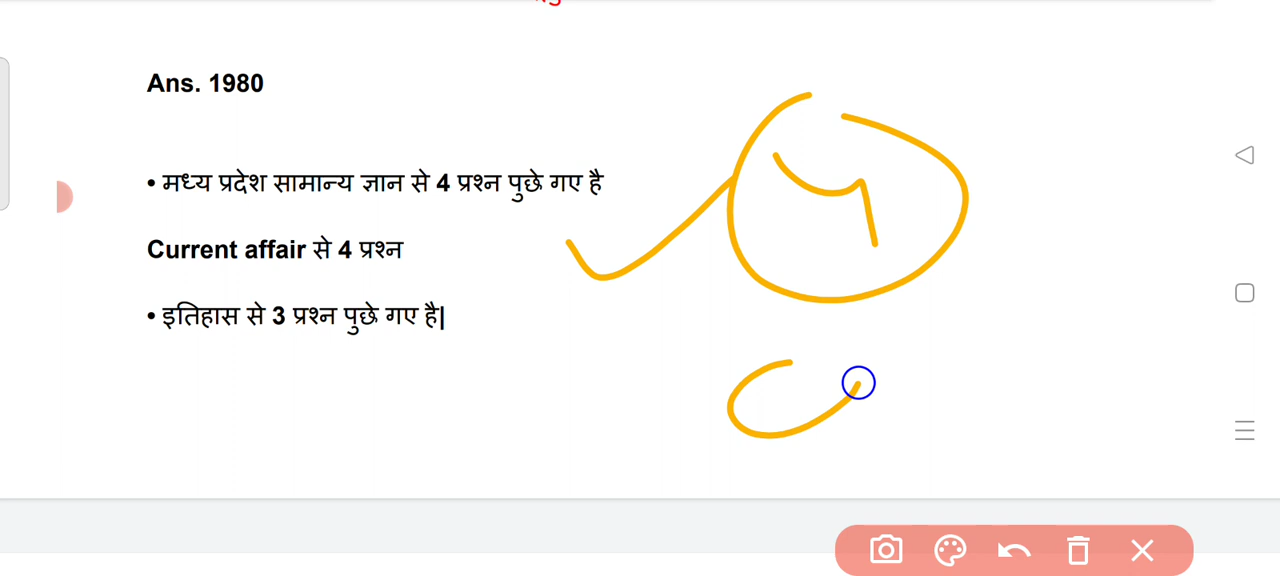 Ans. 1980
• मध्य प्रदेश सामान्य ज्ञान से 4 प्रश्न पुछे गए है
Current affair से 4 प्रश्न
• इतिहास से 3 प्रश्न पुछे गए है|